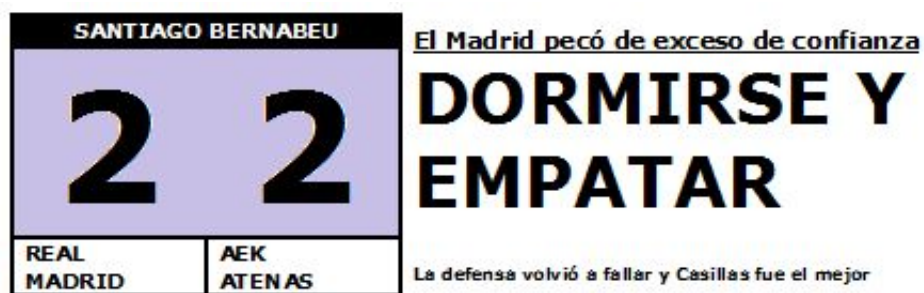 SANTIAGO BERNABEU
2 2
REAL MADRID
AEK ATENAS
El Madrid pecó de exceso de confianza
DORMIRSE Y
EMPATAR
La defensa volvió a fallar y Casillas fue el mejor